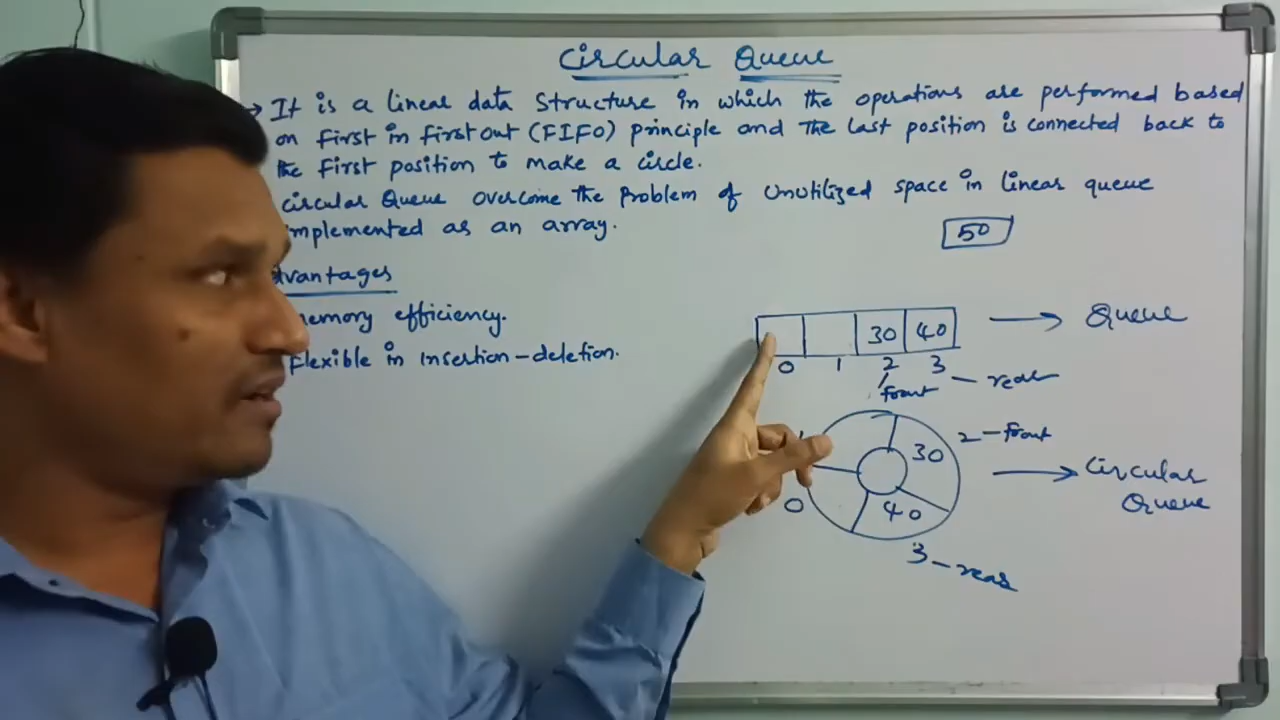 Circular Queue
→ It is a linear data structure in which the operations are performed based
on first in first out (FIFO) principle and the last position is connected back to
the first position to make a circle.
circular Queue overcome the problem of unutilized space in linear queue
implemented as an array.
50
dvantages
memory efficiency.
flexible in insertion-deletion.
30 40 → Queue
0 1 2 3 - rear
front
2 - front
30
→ Circular
Queue
0
40
3 - rear